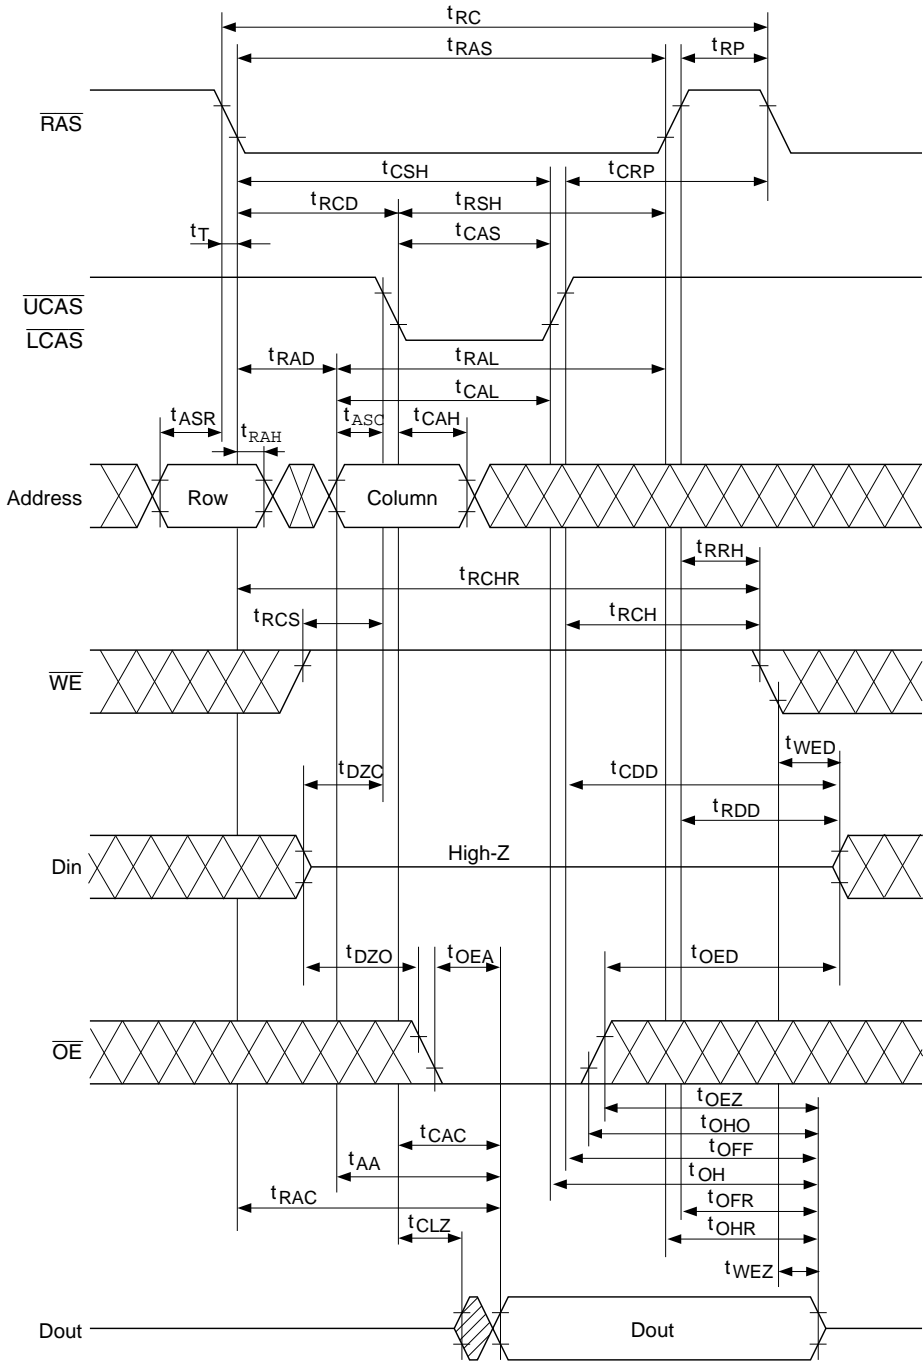 tRC
tRAS tRP
RAS
tCSH tCRP
tRCD tRSH
tT tCAS
UCAS
LCAS
tRAD tRAL
tCAL
tASR tASC tCAH
tRAH
Address Row Column
tRRH
tRCHR
tRCS tRCH
WE
tWED
tDZC tCDD
tRDD
High-Z
Din
tDZO tOEA tOED
OE
tOEZ
tCAC tOHO
tAA tOFF
tOH
tRAC tOFR
tCLZ tOHR
tWEZ
Dout Dout